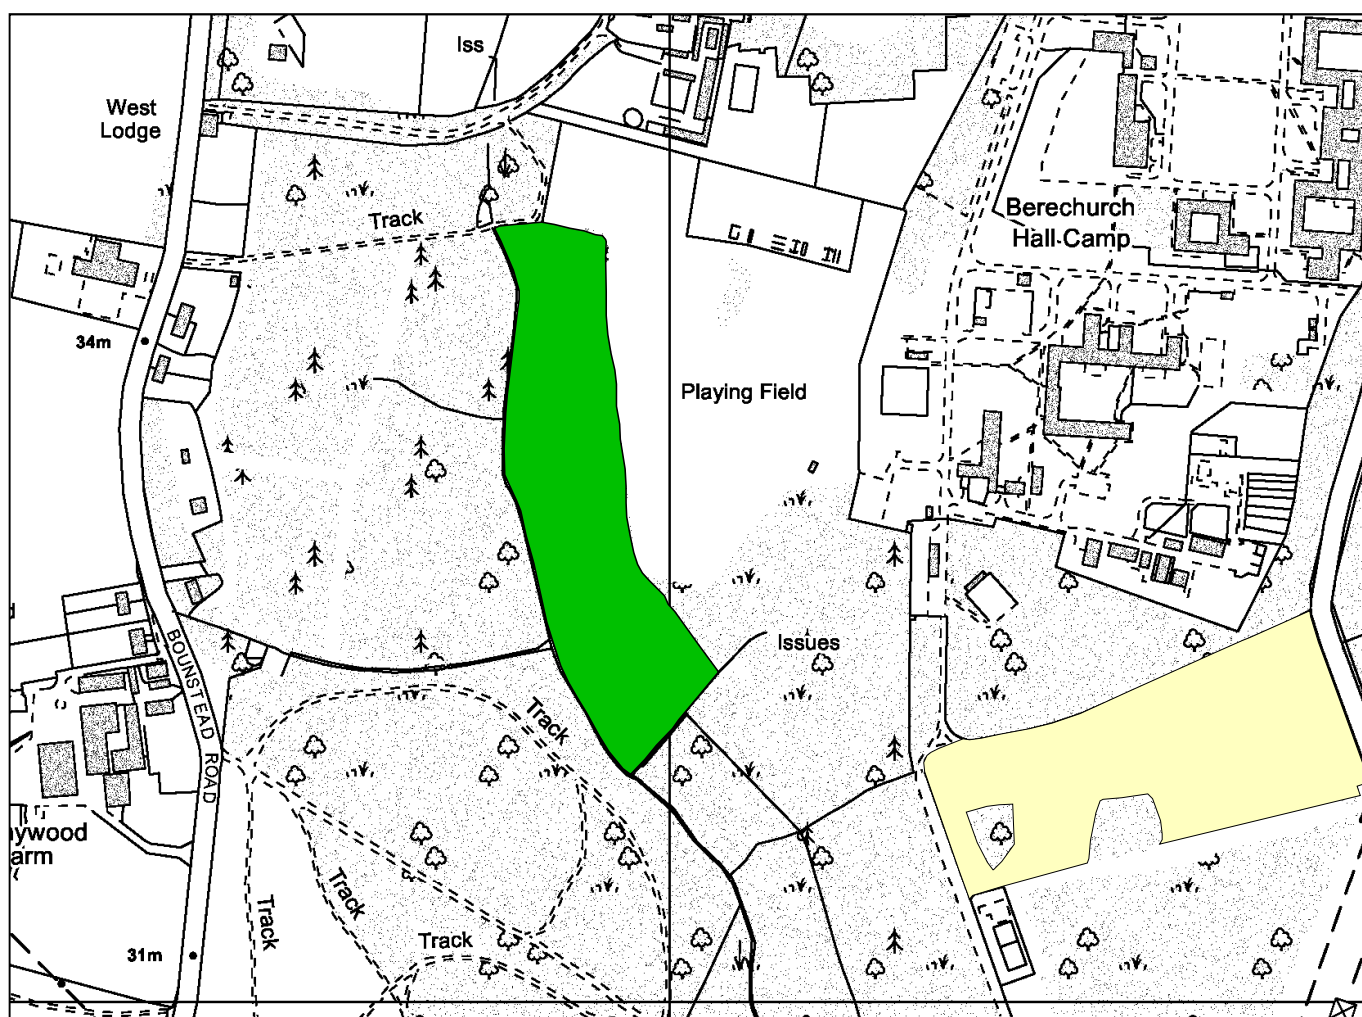 Iss
West
Lodge
Track
Berechurch
Hall Camp
34m
Playing Field
Issues
BOUNSTEAD ROAD
Track
ywood
arm
Track
Track
Track
31m